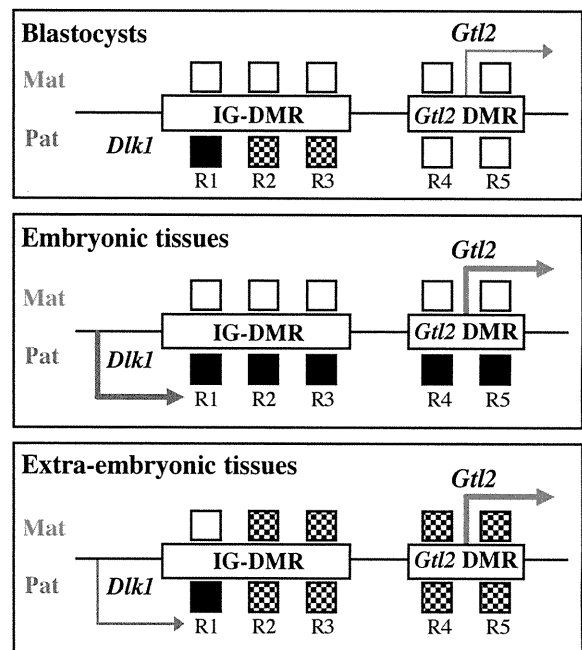 Blastocysts
Gtl2
Mat
IG-DMR
Gtl2 DMR
Pat
Dlk1
R1 R2 R3 R4 R5
Embryonic tissues
Gtl2
Mat
IG-DMR
Gtl2 DMR
Pat
Dlk1
R1 R2 R3 R4 R5
Extra-embryonic tissues
Gtl2
Mat
IG-DMR
Gtl2 DMR
Pat
Dlk1
R1 R2 R3 R4 R5